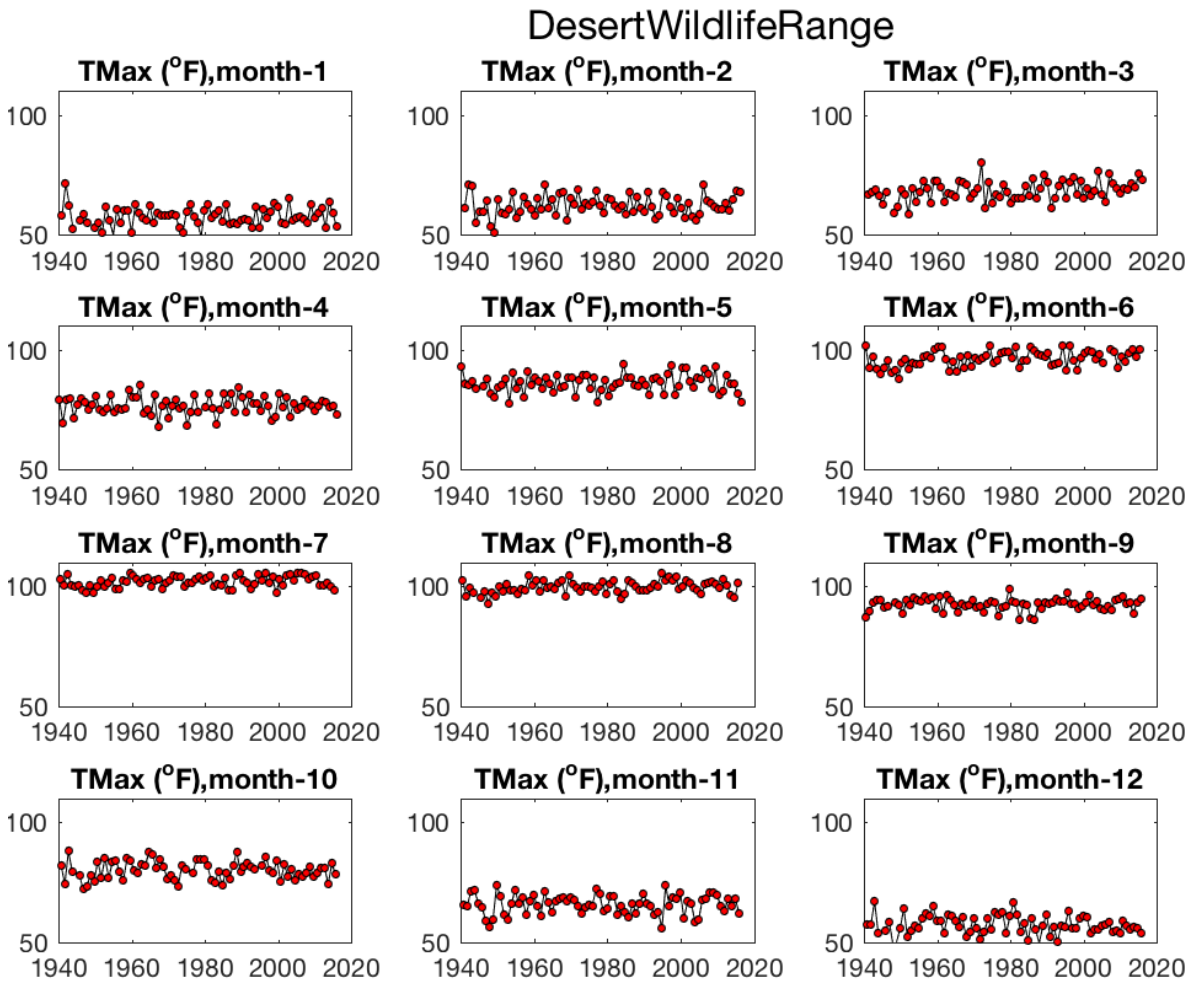 DesertWildlifeRange
TMax (°F),month-1 TMax (°F),month-2 TMax (°F),month-3
100 100 100
50 50 50
1940 1960 1980 2000 2020 1940 1960 1980 2000 2020 1940 1960 1980 2000 2020
TMax (°F),month-4 TMax (°F),month-5 TMax (°F),month-6
100 100 100
50 50 50
1940 1960 1980 2000 2020 1940 1960 1980 2000 2020 1940 1960 1980 2000 2020
TMax (°F),month-7 TMax (°F),month-8 TMax (°F),month-9
100 100 100
50 50 50
1940 1960 1980 2000 2020 1940 1960 1980 2000 2020 1940 1960 1980 2000 2020
TMax (°F),month-10 TMax (°F),month-11 TMax (°F),month-12
100 100 100
50 50 50
1940 1960 1980 2000 2020 1940 1960 1980 2000 2020 1940 1960 1980 2000 2020